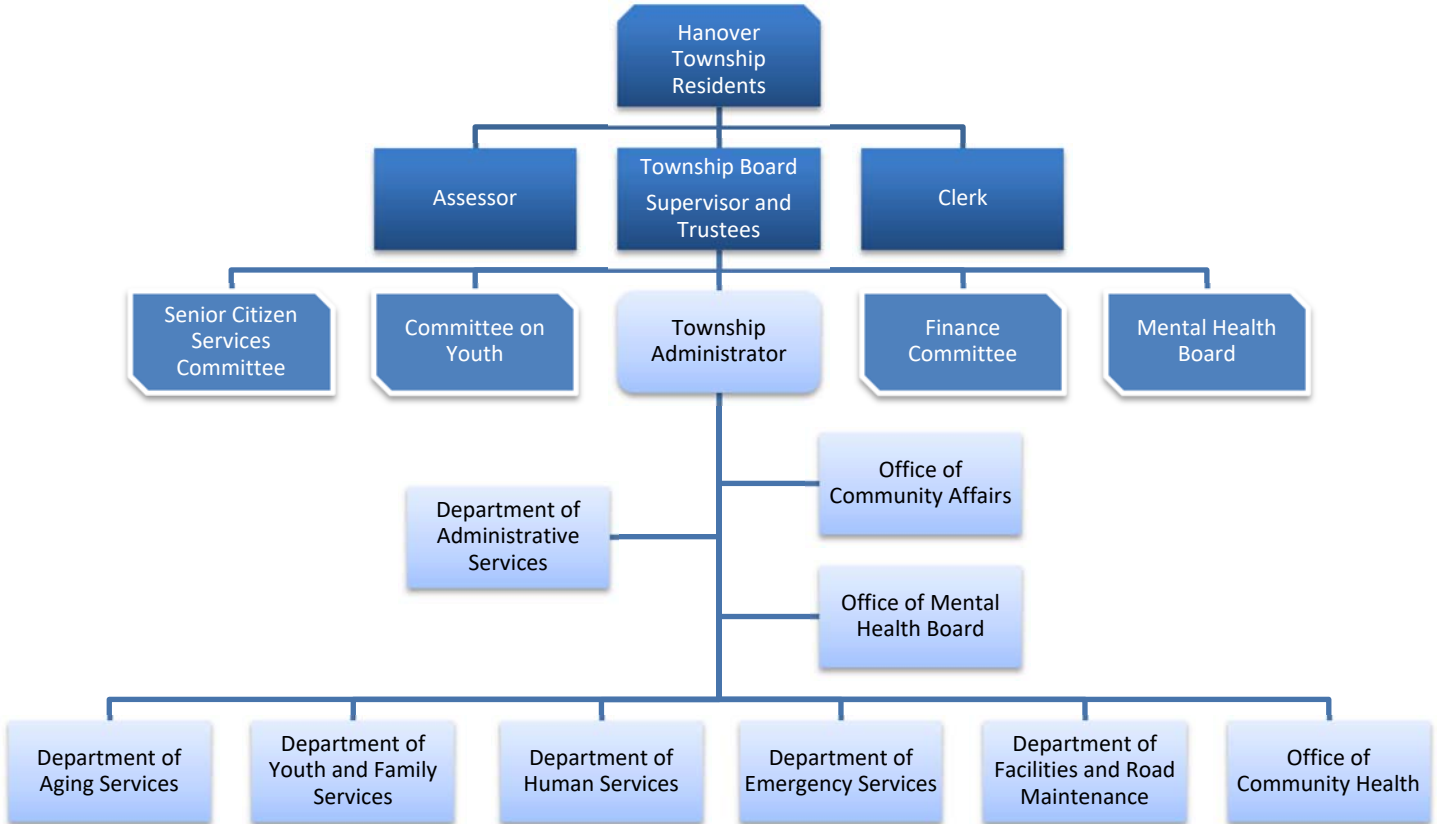 Hanover
Township
Residents
Assessor
Township Board
Supervisor and
Trustees
Clerk
Senior Citizen
Services
Committee
Committee on
Youth
Township
Administrator
Finance
Committee
Mental Health
Board
Office of
Community Affairs
Department of
Administrative
Services
Office of Mental
Health Board
Department of
Aging Services
Department of
Youth and Family
Services
Department of
Human Services
Department of
Emergency Services
Department of
Facilities and Road
Maintenance
Office of
Community Health